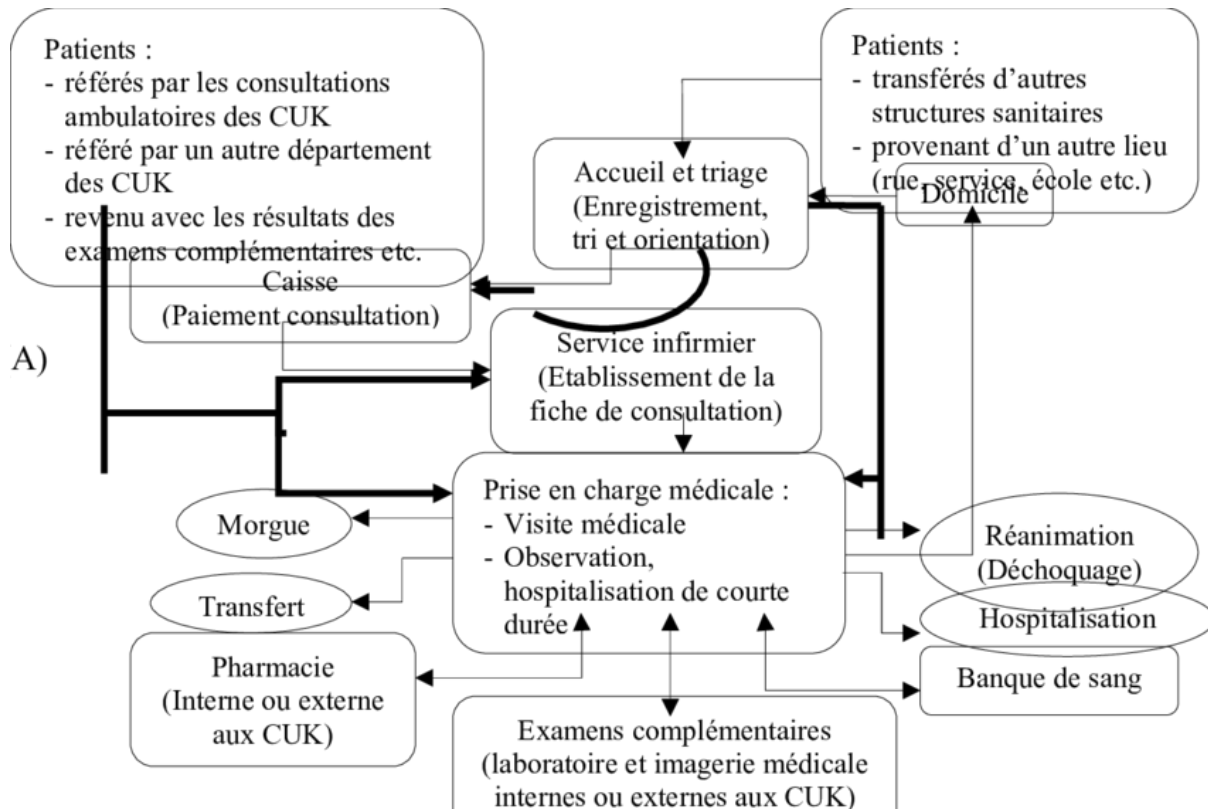 Patients :
- référés par les consultations
ambulatoires des CUK
- référé par un autre département
des CUK
- revenu avec les résultats des
examens complémentaires etc.
Patients :
- transférés d'autres
structures sanitaires
- provenant d'un autre lieu
(rue, service, école etc.)
Domicile
Accueil et triage
(Enregistrement,
tri et orientation)
Caisse
(Paiement consultation)
A)
Service infirmier
(Etablissement de la
fiche de consultation)
Prise en charge médicale :
- Visite médicale
- Observation,
hospitalisation de courte
durée
Morgue
Transfert
Réanimation
(Déchoquage)
Hospitalisation
Pharmacie
(Interne ou externe
aux CUK)
Banque de sang
Examens complémentaires
(laboratoire et imagerie médicale
internes ou externes aux CUK)